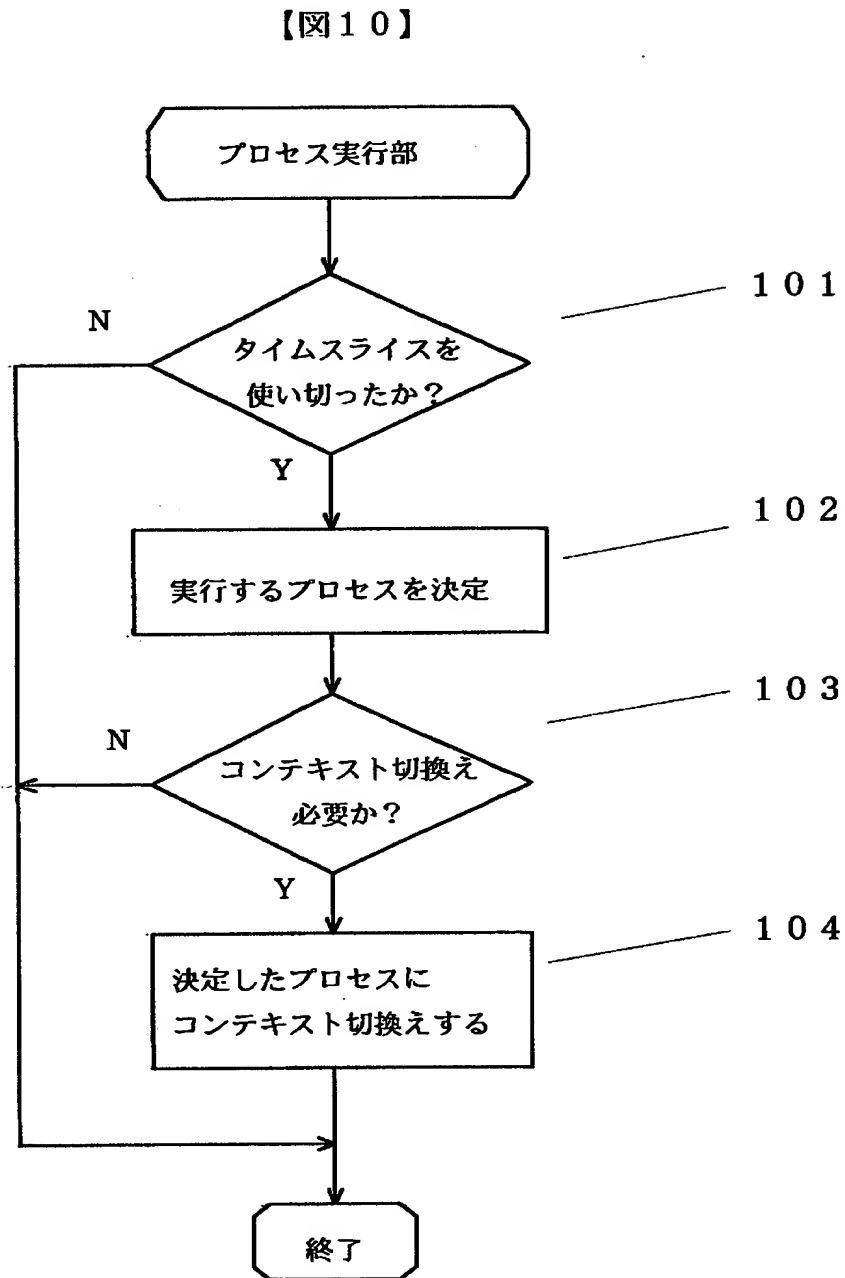 【図１０】
プロセス実行部
１０１
N
タイムスライスを
使い切ったか？
Y
１０２
実行するプロセスを決定
１０３
N
コンテキスト切換え
必要か？
Y
１０４
決定したプロセスに
コンテキスト切換えする
終了